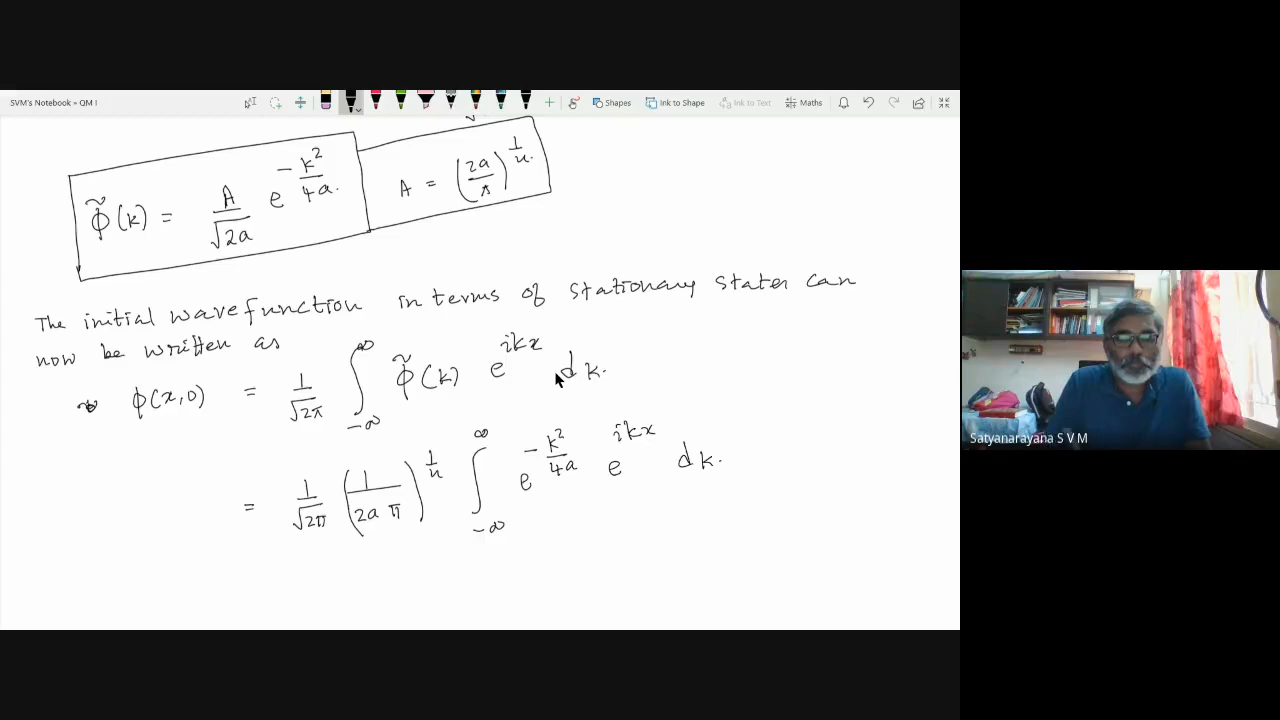 SVM's Notebook » QM I
Shapes Ink to Shape Ink to Text Maths
φ̃(k) = A/√2a e^(-k²/4a). A = (2a/π)^(1/4).
The initial wavefunction in terms of stationary states can
now be written as
φ(x,0) = 1/√2π ∫_{-∞}^{∞} φ̃(k) e^{ikx} dk.
= 1/√2π (1/2a π)^(1/4) ∫_{-∞}^{∞} e^{-k²/4a} e^{ikx} dk.
Satyanarayana S V M